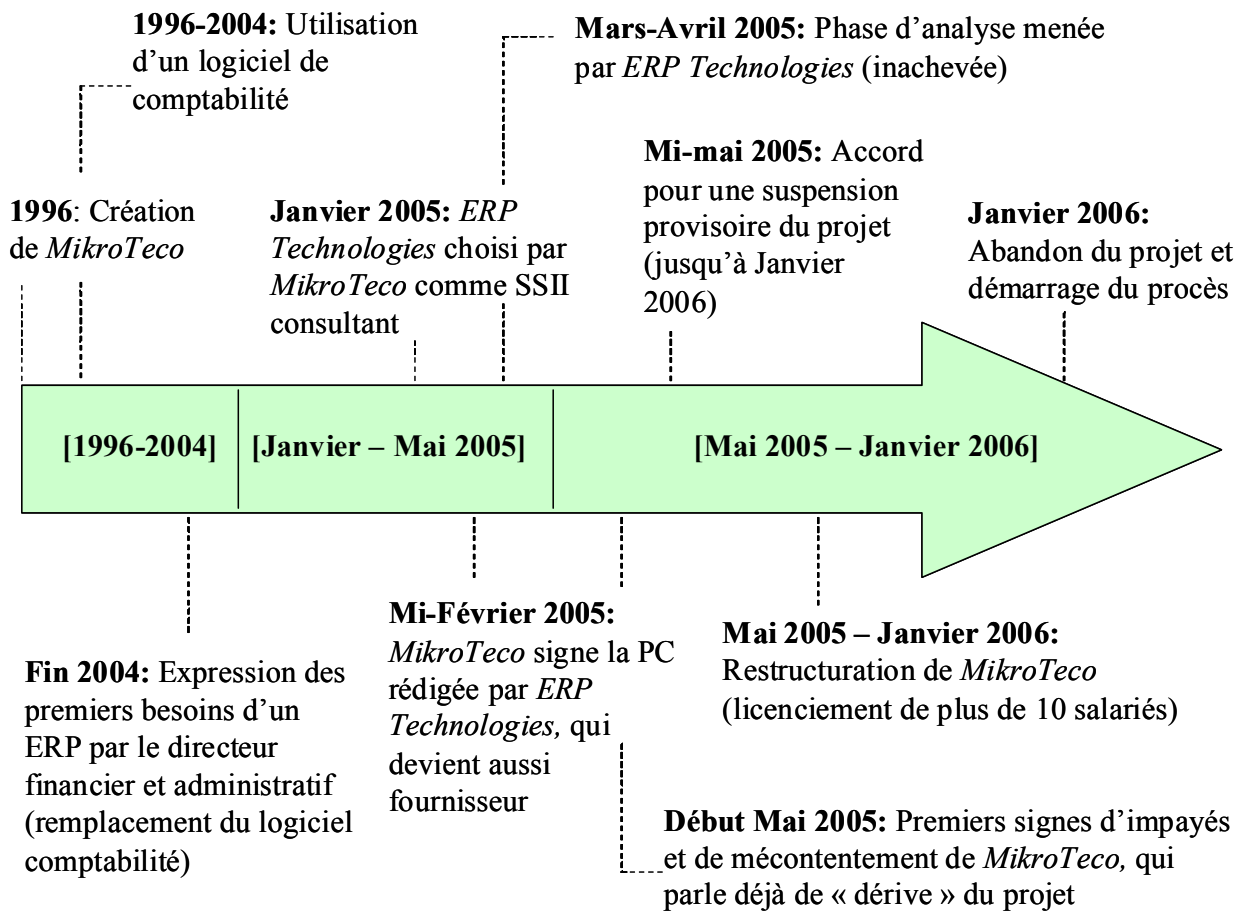 1996-2004: Utilisation
d’un logiciel de
comptabilité
Mars-Avril 2005: Phase d’analyse menée
par ERP Technologies (inachevée)
Mi-mai 2005: Accord
pour une suspension
provisoire du projet
(jusqu’à Janvier
2006)
1996: Création
de MikroTeco
Janvier 2005: ERP
Technologies choisi par
MikroTeco comme SSII
consultant
Janvier 2006:
Abandon du projet et
démarrage du procès
[1996-2004]
[Janvier – Mai 2005]
[Mai 2005 – Janvier 2006]
Fin 2004: Expression des
premiers besoins d’un
ERP par le directeur
financier et administratif
(remplacement du logiciel
comptabilité)
Mi-Février 2005:
MikroTeco signe la PC
rédigée par ERP
Technologies, qui
devient aussi
fournisseur
Mai 2005 – Janvier 2006:
Restructuration de MikroTeco
(licenciement de plus de 10 salariés)
Début Mai 2005: Premiers signes d’impayés
et de mécontentement de MikroTeco, qui
parle déjà de « dérive » du projet